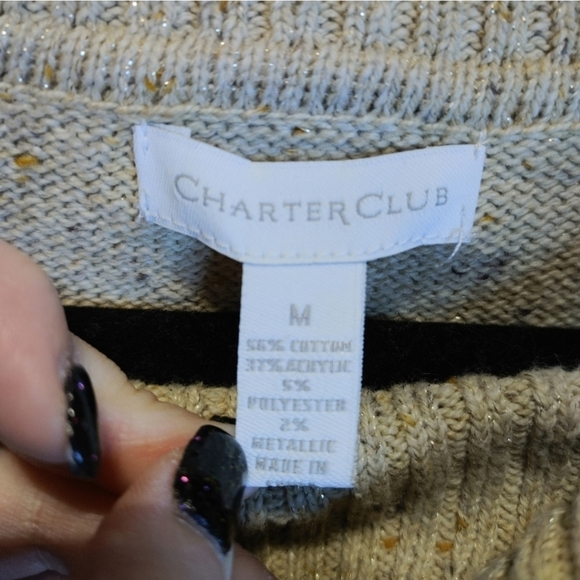 CHARTER CLUB
M
56% COTTON
37% ACRYLIC
5%
POLYESTER
2%
METALLIC
MADE IN